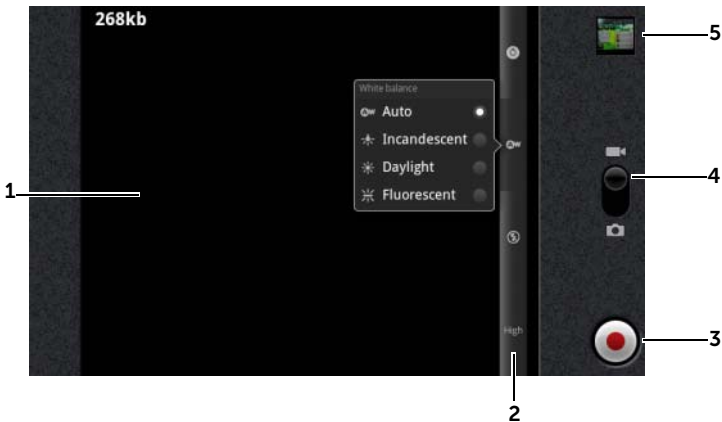 268kb
5
White balance
Auto
Incandescent
Daylight
Fluorescent
4
1
High
3
2